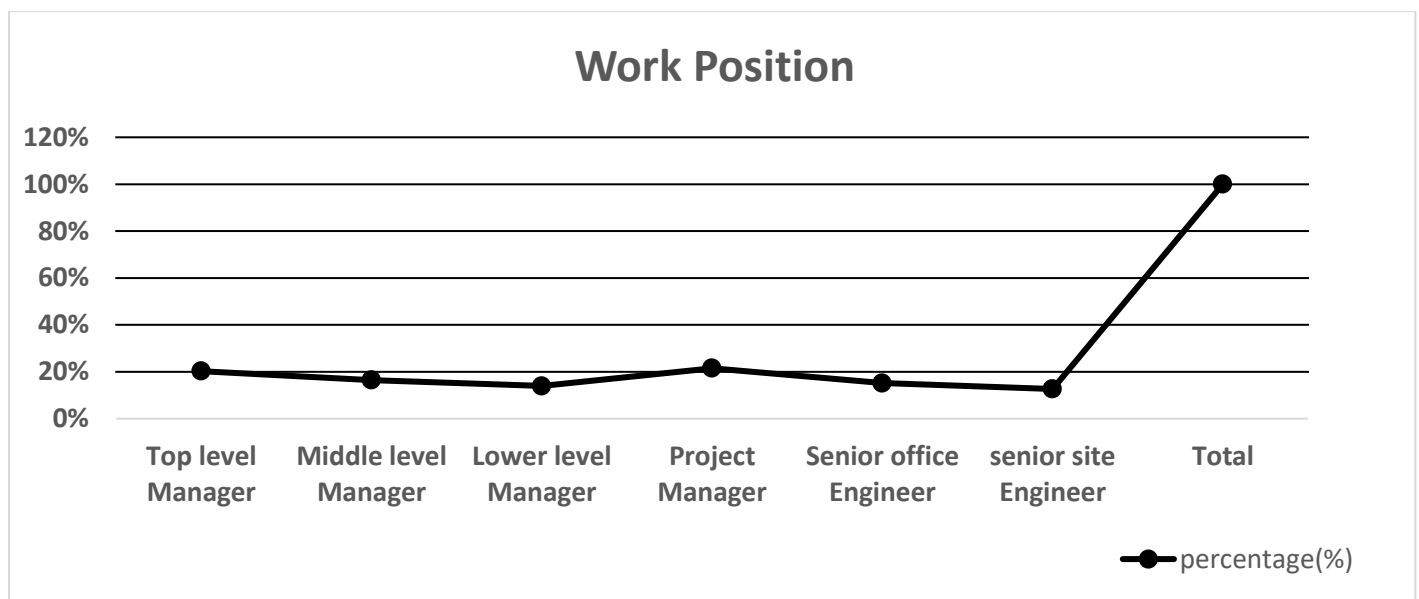 Work Position
120%
100%
80%
60%
40%
20%
0%
Top level Manager
Middle level Manager
Lower level Manager
Project Manager
Senior office Engineer
senior site Engineer
Total
percentage(%)